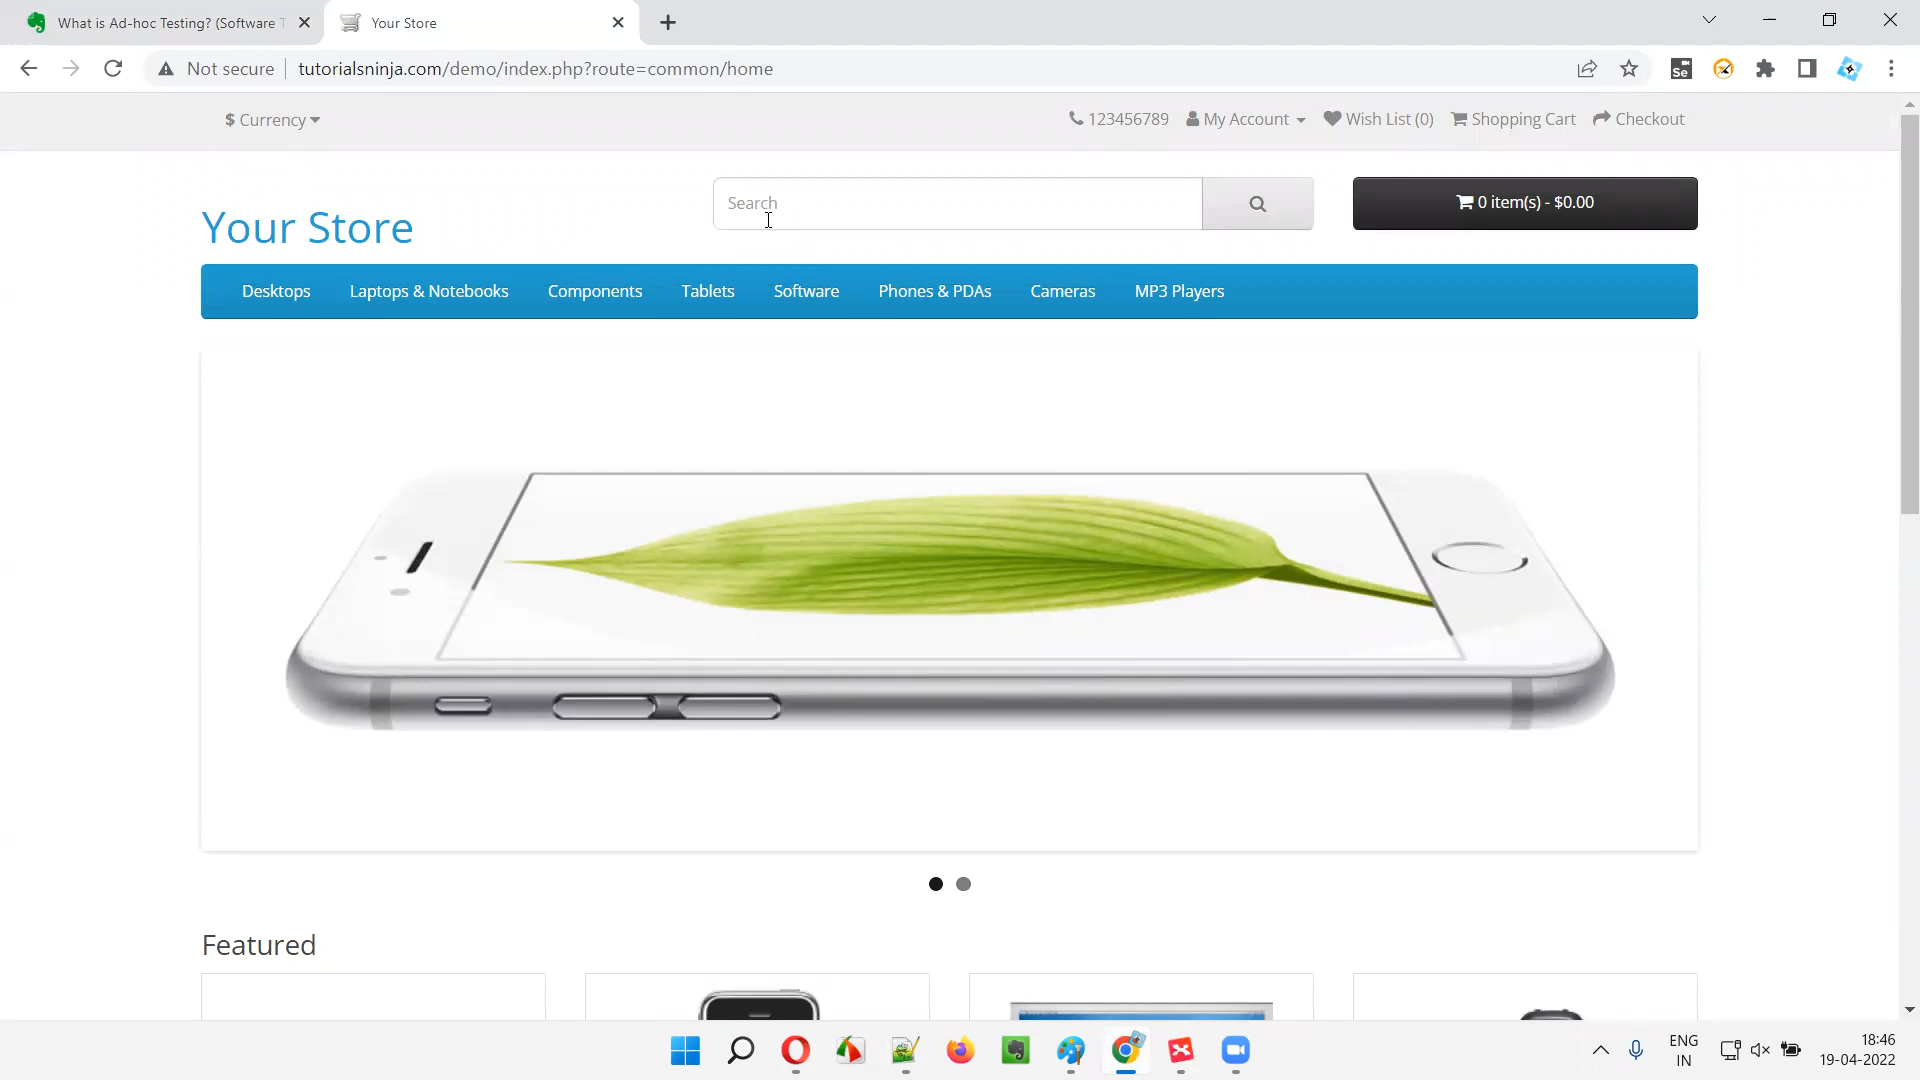 What is Ad-hoc Testing? (Software T
Your Store
Not secure
tutorialsninja.com/demo/index.php?route=common/home
Se
$ Currency
123456789
My Account
Wish List (0)
Shopping Cart
Checkout
Your Store
Search
0 item(s) - $0.00
Desktops
Laptops & Notebooks
Components
Tablets
Software
Phones & PDAs
Cameras
MP3 Players
Featured
ENG
IN
18:46
19-04-2022